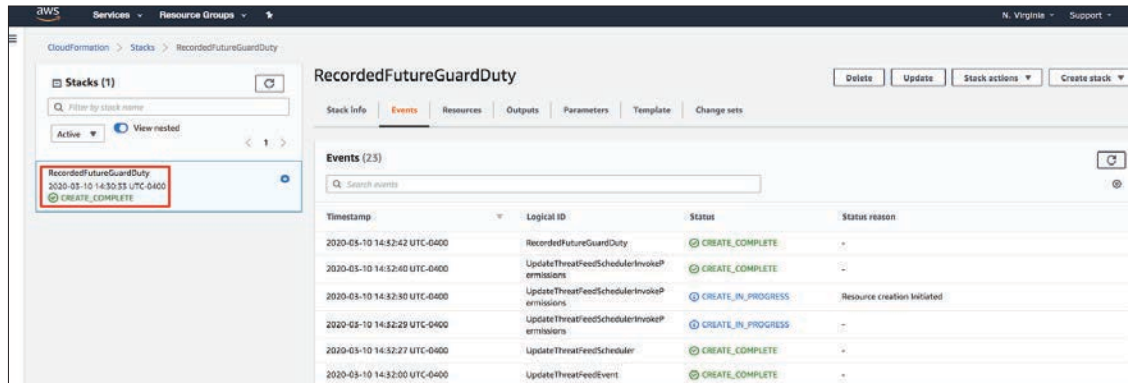 aws Services Resource Groups N. Virginia Support
CloudFormation > Stacks > RecordedFutureGuardDuty
Stacks (1)
Filter by stack name
Active View nested
< 1 >
RecordedFutureGuardDuty
2020-03-10 14:30:33 UTC-0400
CREATE_COMPLETE
RecordedFutureGuardDuty
Delete Update Stack actions Create stack
Stack info Events Resources Outputs Parameters Template Change sets
Events (23)
Search events
Timestamp Logical ID Status Status reason
2020-03-10 14:32:42 UTC-0400 RecordedFutureGuardDuty CREATE_COMPLETE -
2020-03-10 14:32:40 UTC-0400 UpdateThreatFeedSchedulerInvokeP
ermissions CREATE_COMPLETE -
2020-03-10 14:32:30 UTC-0400 UpdateThreatFeedSchedulerInvokeP
ermissions CREATE_IN_PROGRESS Resource creation Initiated
2020-03-10 14:32:29 UTC-0400 UpdateThreatFeedSchedulerInvokeP
ermissions CREATE_IN_PROGRESS -
2020-03-10 14:32:27 UTC-0400 UpdateThreatFeedScheduler CREATE_COMPLETE -
2020-03-10 14:32:00 UTC-0400 UpdateThreatFeedEvent CREATE_COMPLETE -